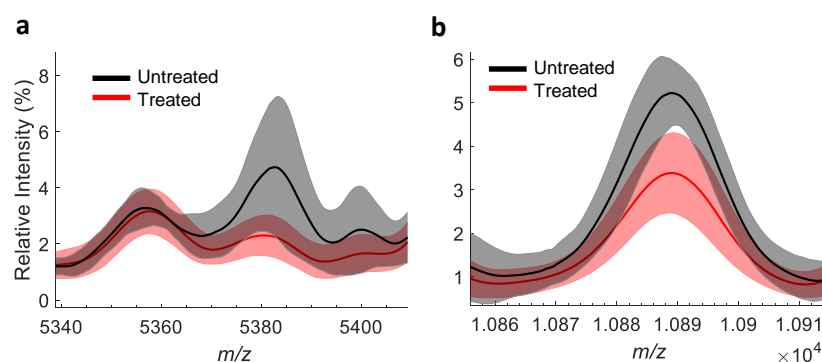 a
Relative Intensity (%)
8
6
4
2
0
Untreated
Treated
5340 5360 5380 5400
m/z
b
6
5
4
3
2
1
Untreated
Treated
1.086 1.087 1.088 1.089 1.09 1.091
m/z
×10⁴